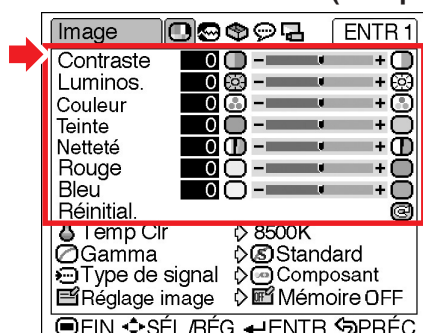 Image ENTR 1
Contraste 0 - +
Luminos. 0 - +
Couleur 0 - +
Teinte 0 - +
Netteté 0 - +
Rouge 0 - +
Bleu 0 - +
Réinitial.
Temp Clr 8500K
Gamma Standard
Type de signal Composant
Réglage image Mémoire OFF
FIN SÉL./RÉG. ENTR. PRÉC